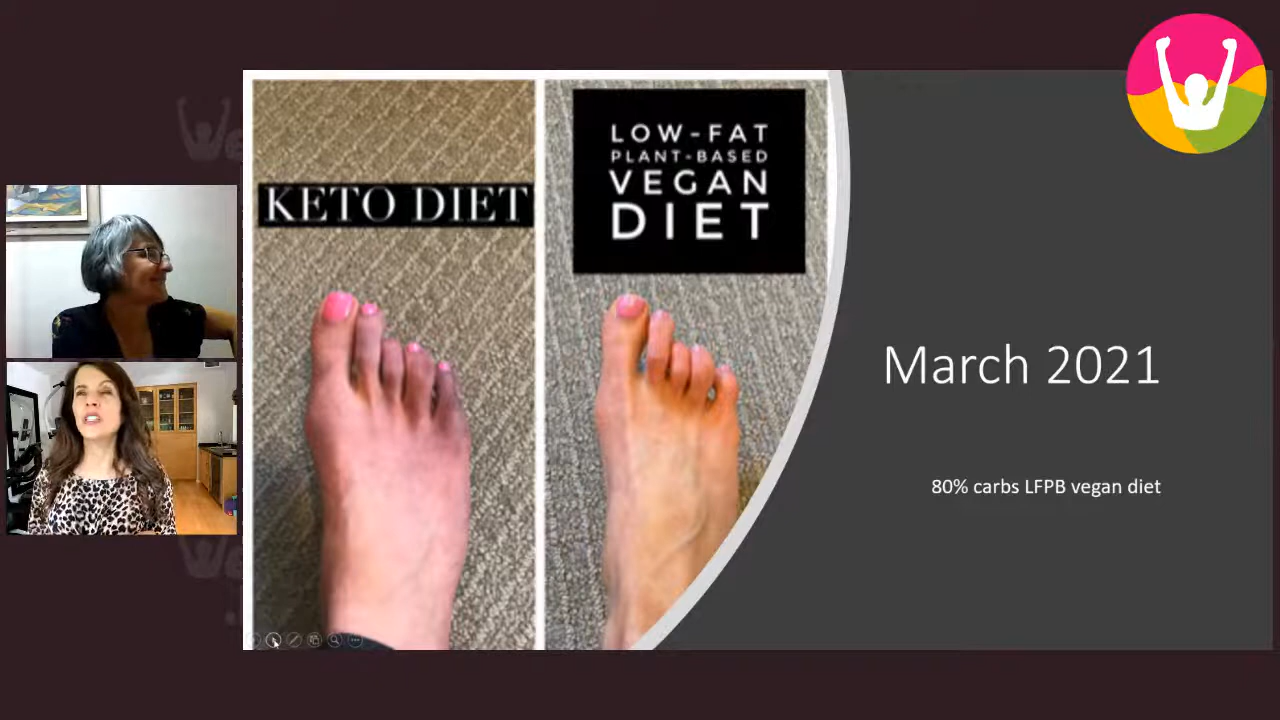 KETO DIET
LOW-FAT
PLANT-BASED
VEGAN
DIET
March 2021
80% carbs LFPB vegan diet